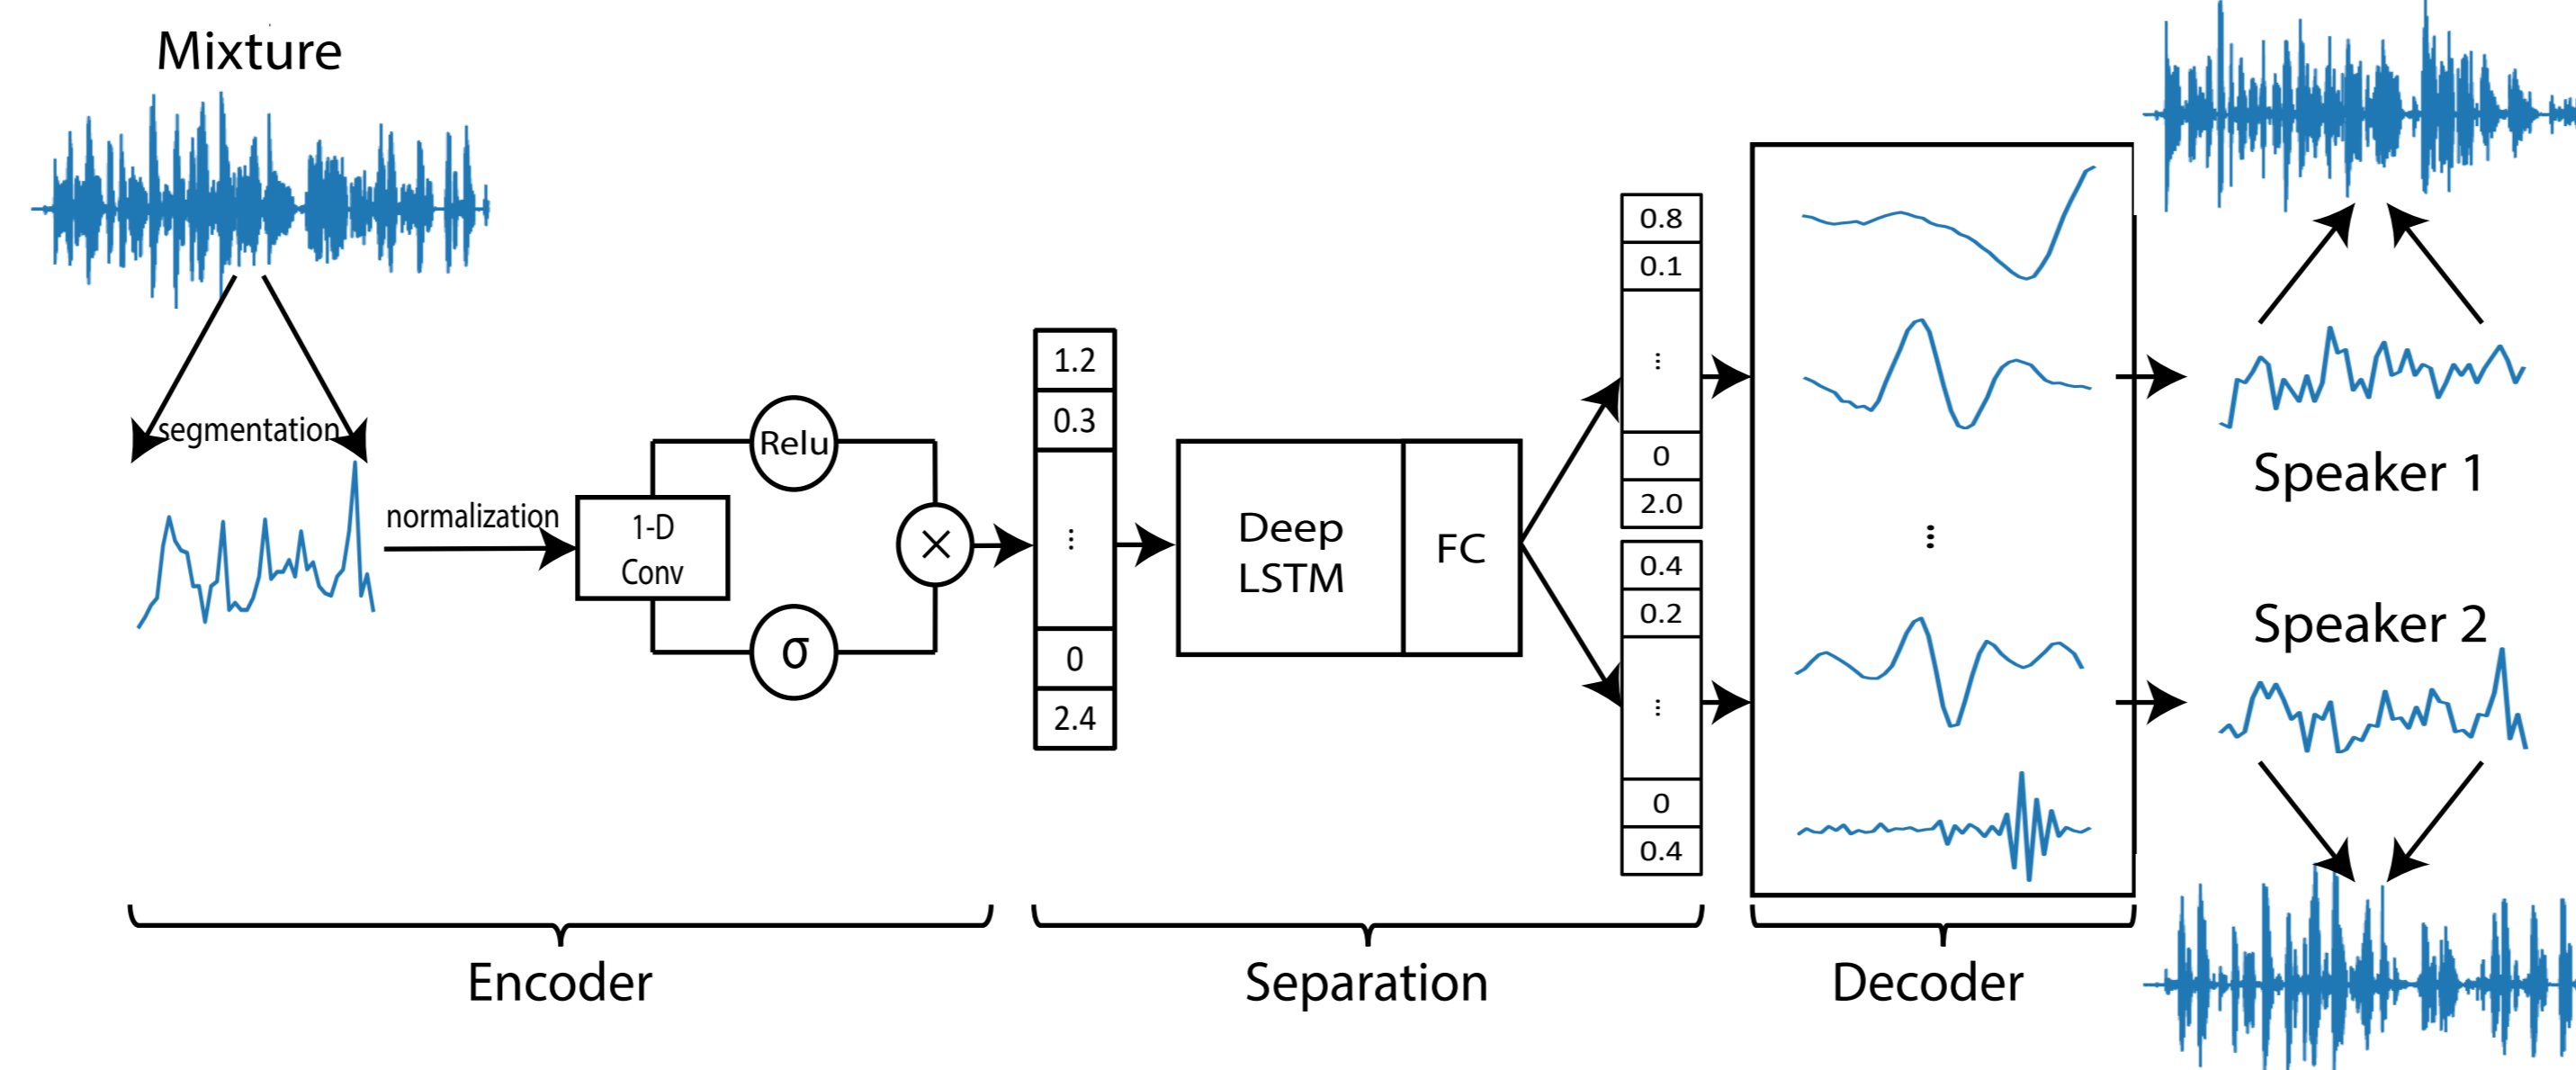 Mixture
segmentation
normalization
1-D
Conv
Relu
σ
×
1.2
0.3
...
0
2.4
Deep
LSTM
FC
0.8
0.1
...
0
2.0
0.4
0.2
...
0
0.4
...
Speaker 1
Speaker 2
Encoder
Separation
Decoder